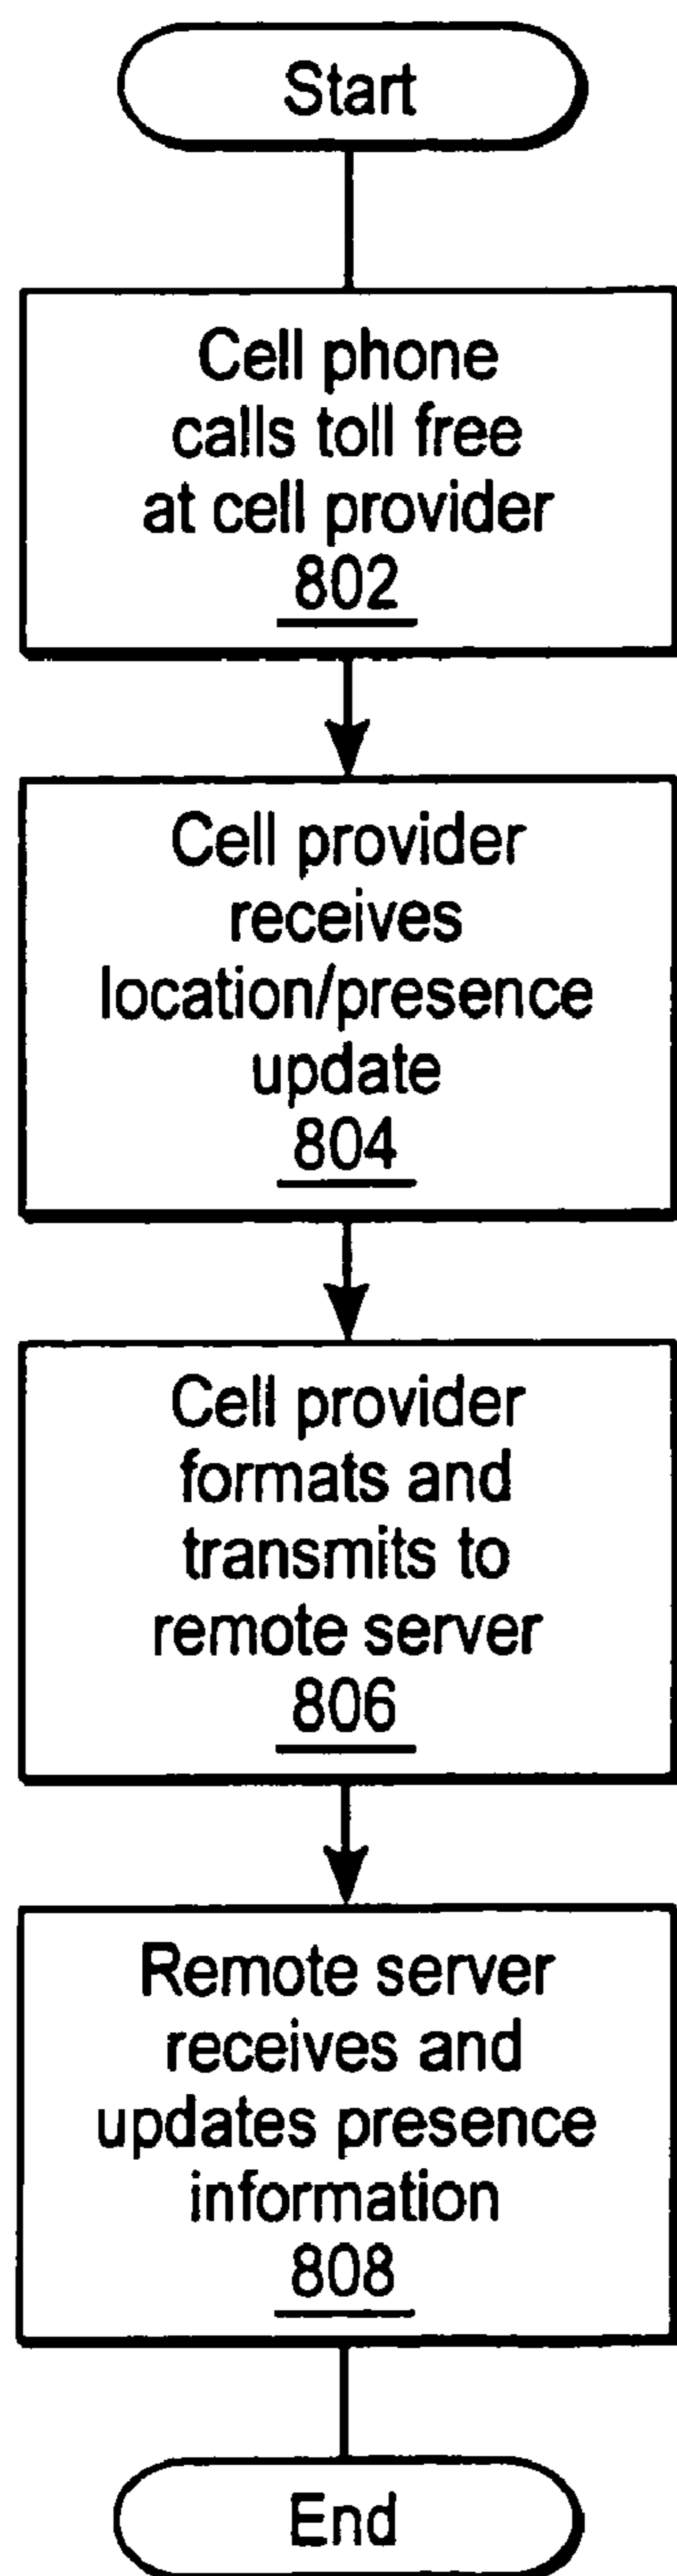 Start
Cell phone
calls toll free
at cell provider
802
Cell provider
receives
location/presence
update
804
Cell provider
formats and
transmits to
remote server
806
Remote server
receives and
updates presence
information
808
End